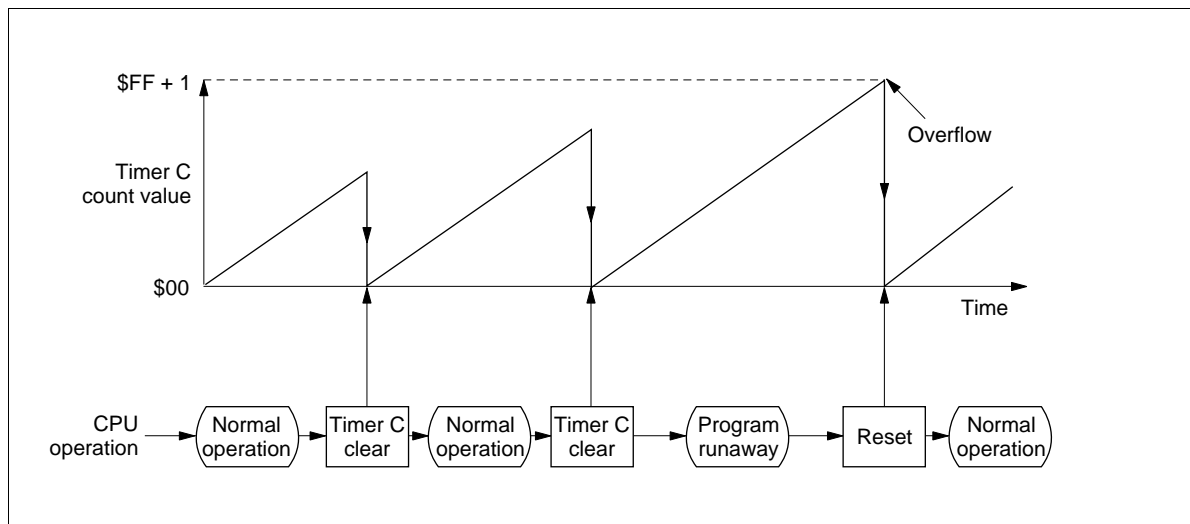 $FF + 1
Overflow
Timer C
count value
$00
Time
CPU
operation
Normal
operation
Timer C
clear
Normal
operation
Timer C
clear
Program
runaway
Reset
Normal
operation